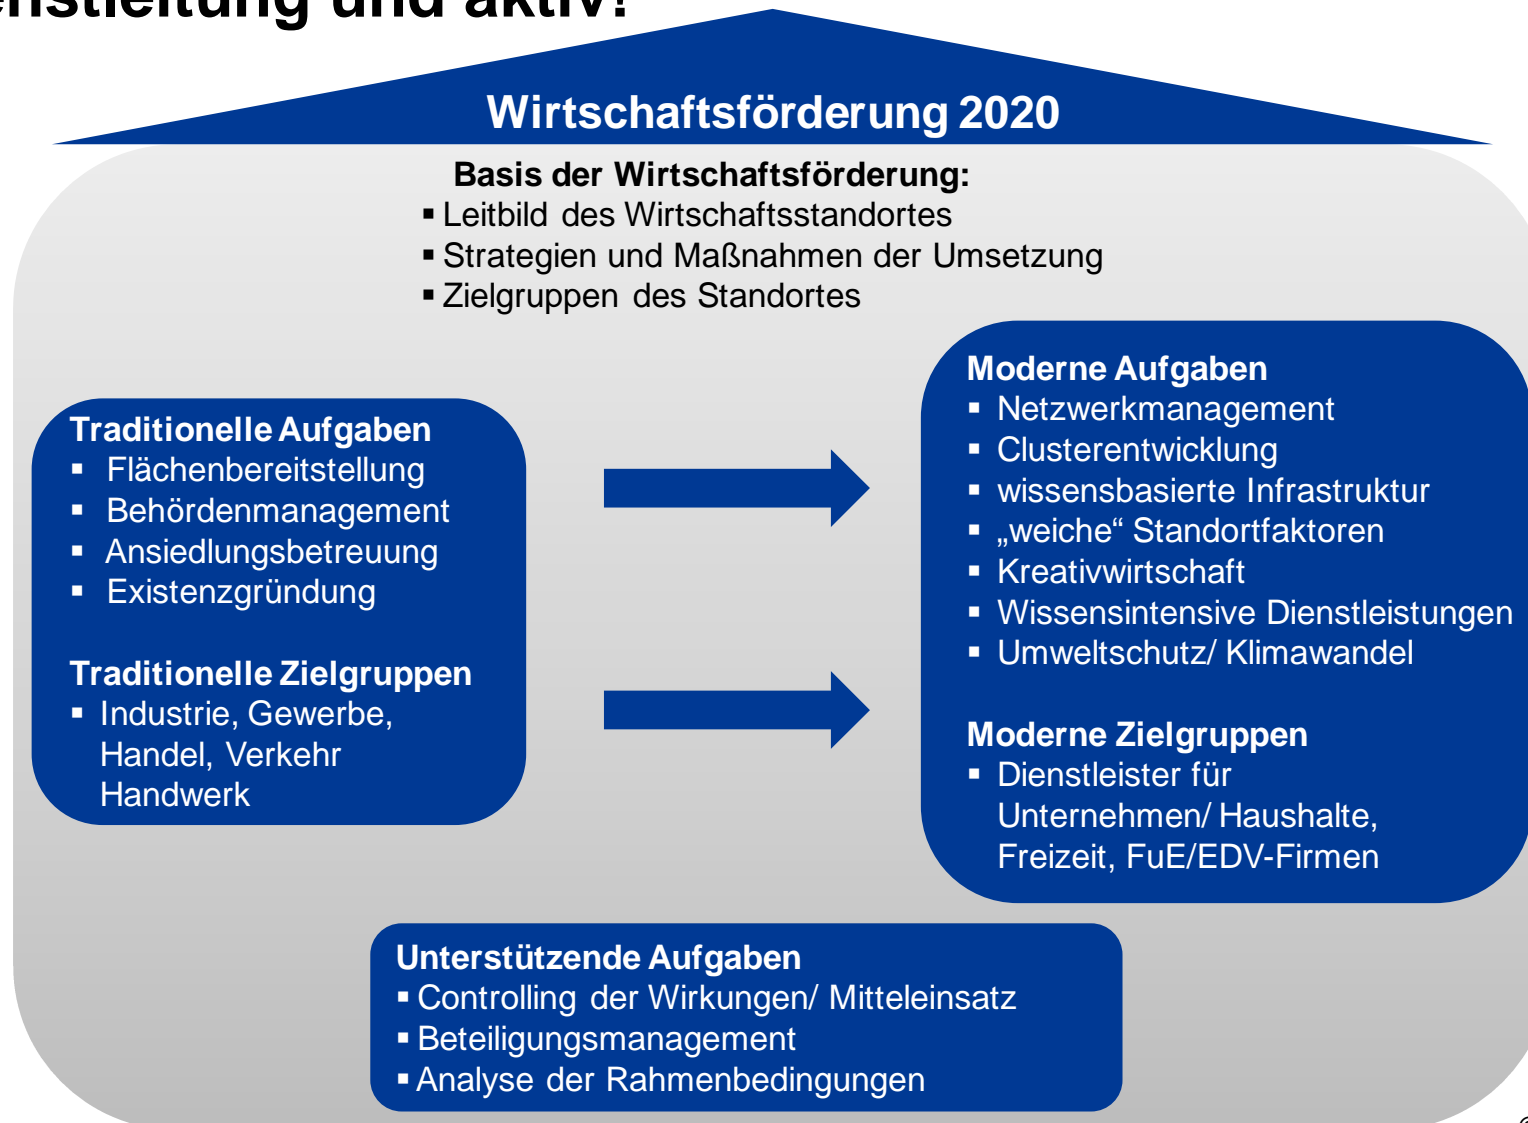 und aktiv!
Wirtschaftsförderung 2020
Basis der Wirtschaftsförderung:
▪ Leitbild des Wirtschaftsstandortes
▪ Strategien und Maßnahmen der Umsetzung
▪ Zielgruppen des Standortes
Traditionelle Aufgaben
▪ Flächenbereitstellung
▪ Behördenmanagement
▪ Ansiedlungsbetreuung
▪ Existenzgründung
Traditionelle Zielgruppen
▪ Industrie, Gewerbe,
Handel, Verkehr
Handwerk
Moderne Aufgaben
▪ Netzwerkmanagement
▪ Clusterentwicklung
▪ wissensbasierte Infrastruktur
▪ „weiche“ Standortfaktoren
▪ Kreativwirtschaft
▪ Wissensintensive Dienstleistungen
▪ Umweltschutz/ Klimawandel
Moderne Zielgruppen
▪ Dienstleister für
Unternehmen/ Haushalte,
Freizeit, FuE/EDV-Firmen
Unterstützende Aufgaben
▪ Controlling der Wirkungen/ Mitteleinsatz
▪ Beteiligungsmanagement
▪ Analyse der Rahmenbedingungen